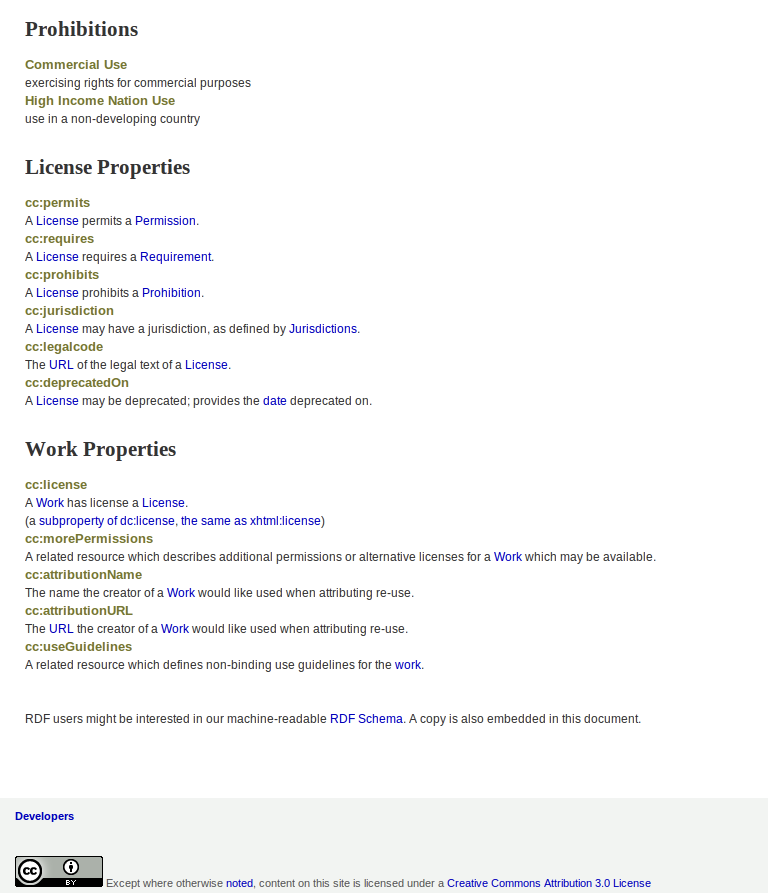 Prohibitions
Commercial Use
exercising rights for commercial purposes
High Income Nation Use
use in a non-developing country
License Properties
cc:permits
A License permits a Permission.
cc:requires
A License requires a Requirement.
cc:prohibits
A License prohibits a Prohibition.
cc:jurisdiction
A License may have a jurisdiction, as defined by Jurisdictions.
cc:legalcode
The URL of the legal text of a License.
cc:deprecatedOn
A License may be deprecated; provides the date deprecated on.
Work Properties
cc:license
A Work has license a License.
(a subproperty of dc:license, the same as xhtml:license)
cc:morePermissions
A related resource which describes additional permissions or alternative licenses for a Work which may be available.
cc:attributionName
The name the creator of a Work would like used when attributing re-use.
cc:attributionURL
The URL the creator of a Work would like used when attributing re-use.
cc:useGuidelines
A related resource which defines non-binding use guidelines for the work.
RDF users might be interested in our machine-readable RDF Schema. A copy is also embedded in this document.
Developers
cc BY Except where otherwise noted, content on this site is licensed under a Creative Commons Attribution 3.0 License